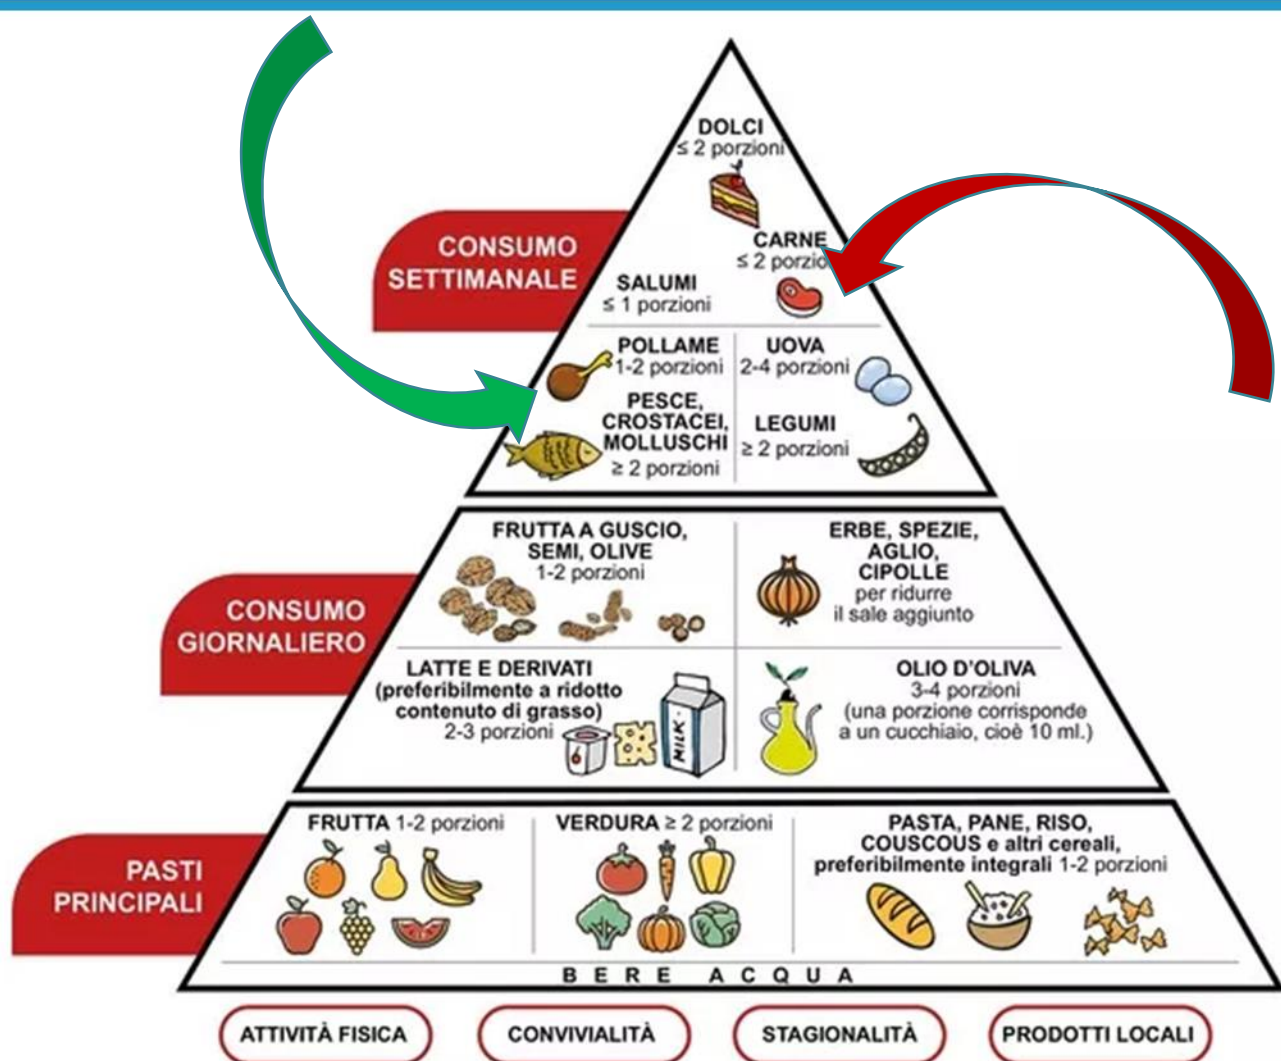 DOLCI
≤ 2 porzioni
CONSUMO
SETTIMANALE
CARNE
≤ 2 porzio
SALUMI
≤ 1 porzioni
POLLAME
1-2 porzioni
UOVA
2-4 porzioni
PESCE,
CROSTACEI,
MOLLUSCHI
≥ 2 porzioni
LEGUMI
≥ 2 porzioni
CONSUMO
GIORNALIERO
FRUTTA A GUSCIO,
SEMI, OLIVE
1-2 porzioni
ERBE, SPEZIE,
AGLIO,
CIPOLLE
per ridurre
il sale aggiunto
LATTE E DERIVATI
(preferibilmente a ridotto
contenuto di grasso)
2-3 porzioni
MILK
OLIO D'OLIVA
3-4 porzioni
(una porzione corrisponde
a un cucchiaio, cioè 10 ml.)
PASTI
PRINCIPALI
FRUTTA 1-2 porzioni
VERDURA ≥ 2 porzioni
PASTA, PANE, RISO,
COUSCOUS e altri cereali,
preferibilmente integrali 1-2 porzioni
BERE ACQUA
ATTIVITÀ FISICA
CONVIVIALITÀ
STAGIONALITÀ
PRODOTTI LOCALI